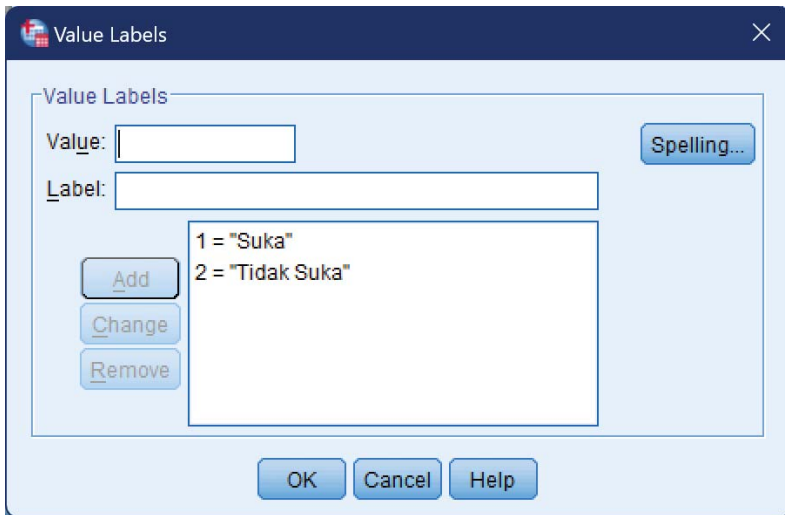 Value Labels
Value Labels
Value:
Spelling...
Label:
1 = "Suka"
2 = "Tidak Suka"
Add
Change
Remove
OK
Cancel
Help